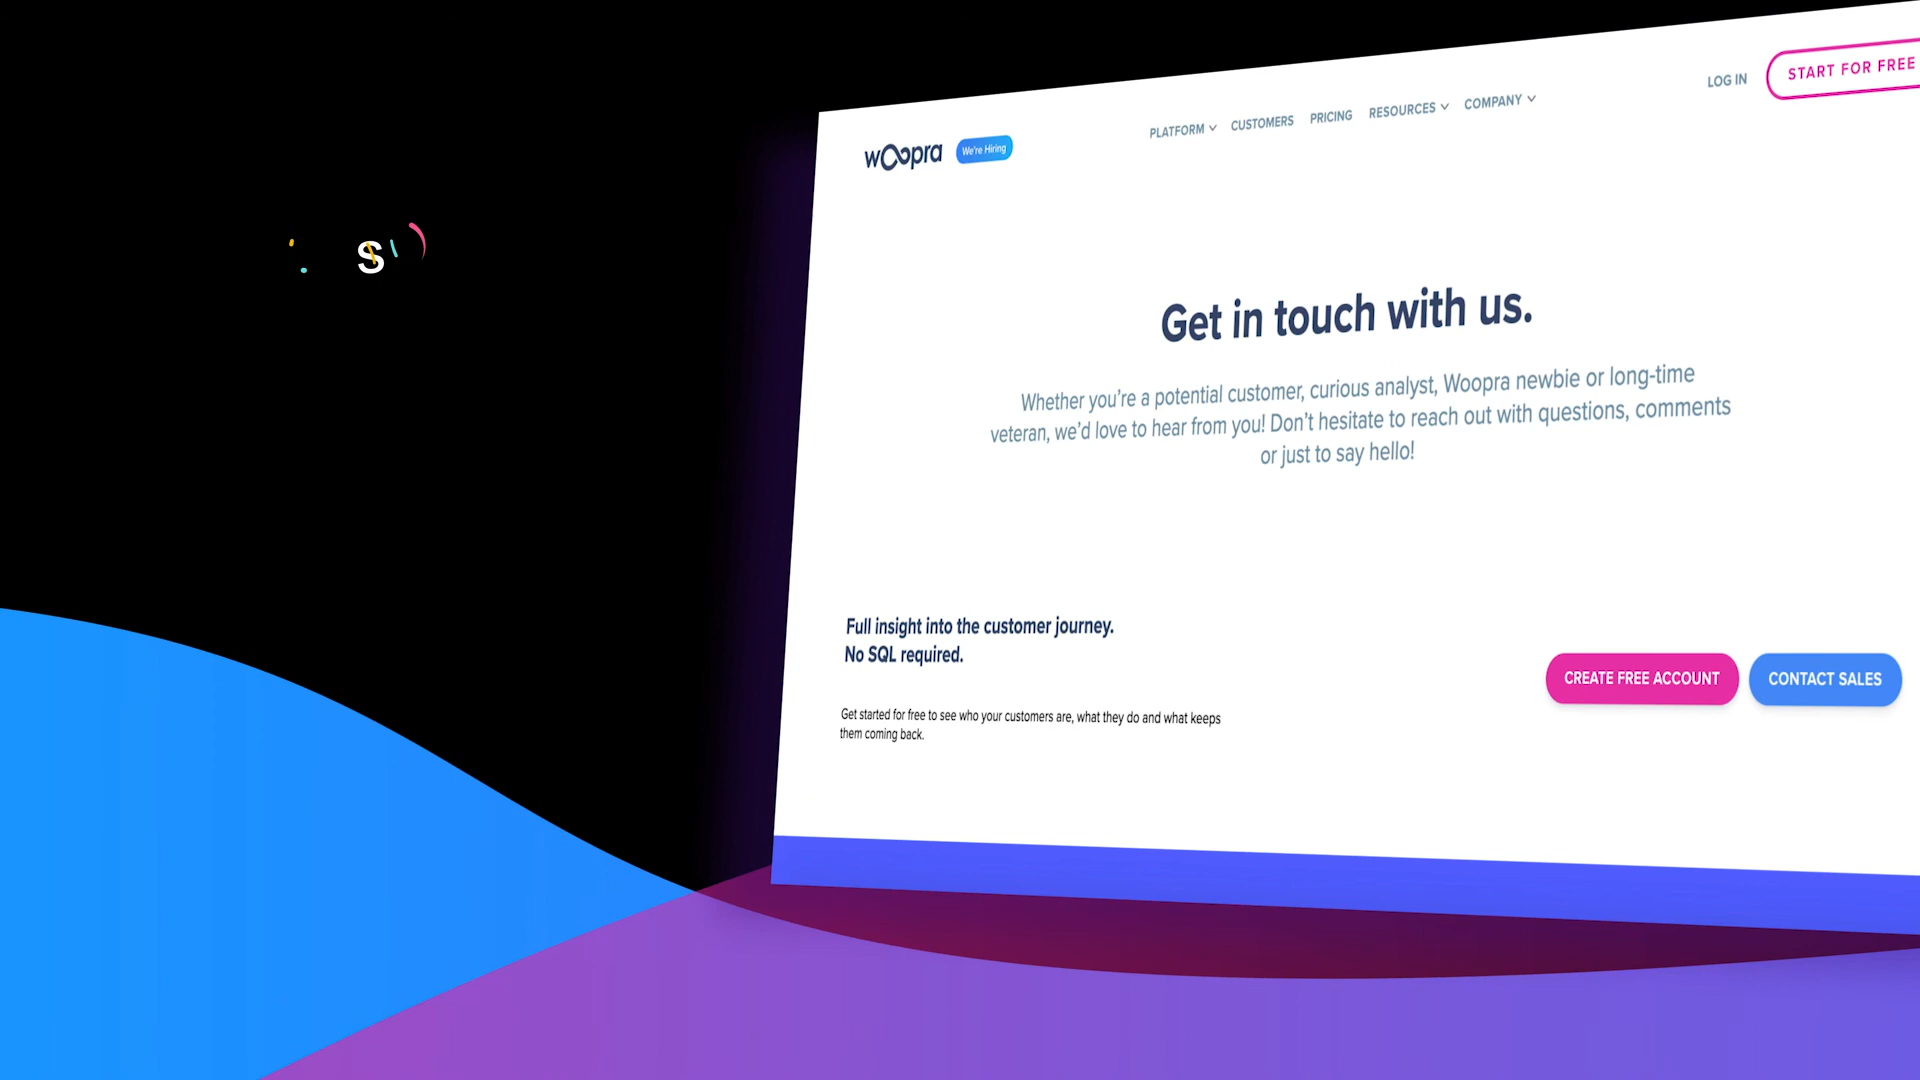 S
woopra
We're Hiring
PLATFORM
CUSTOMERS
PRICING
RESOURCES
COMPANY
LOG IN
START FOR FREE
Get in touch with us.
Whether you're a potential customer, curious analyst, Woopra newbie or long-time
veteran, we'd love to hear from you! Don't hesitate to reach out with questions, comments
or just to say hello!
Full insight into the customer journey.
No SQL required.
CREATE FREE ACCOUNT
CONTACT SALES
Get started for free to see who your customers are, what they do and what keeps
them coming back.